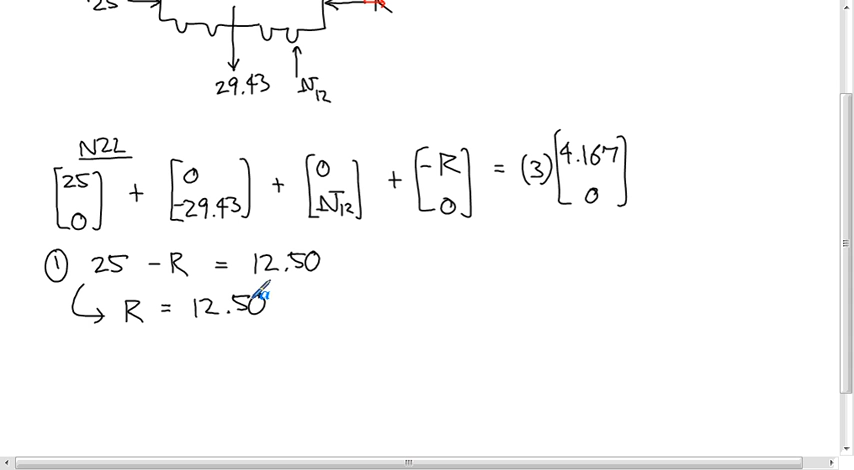 25 R
29.43 N12
N2L
[25 0] + [0 -29.43] + [0 N12] + [-R 0] = (3) [4.167 0]
① 25 - R = 12.50
↳ R = 12.50